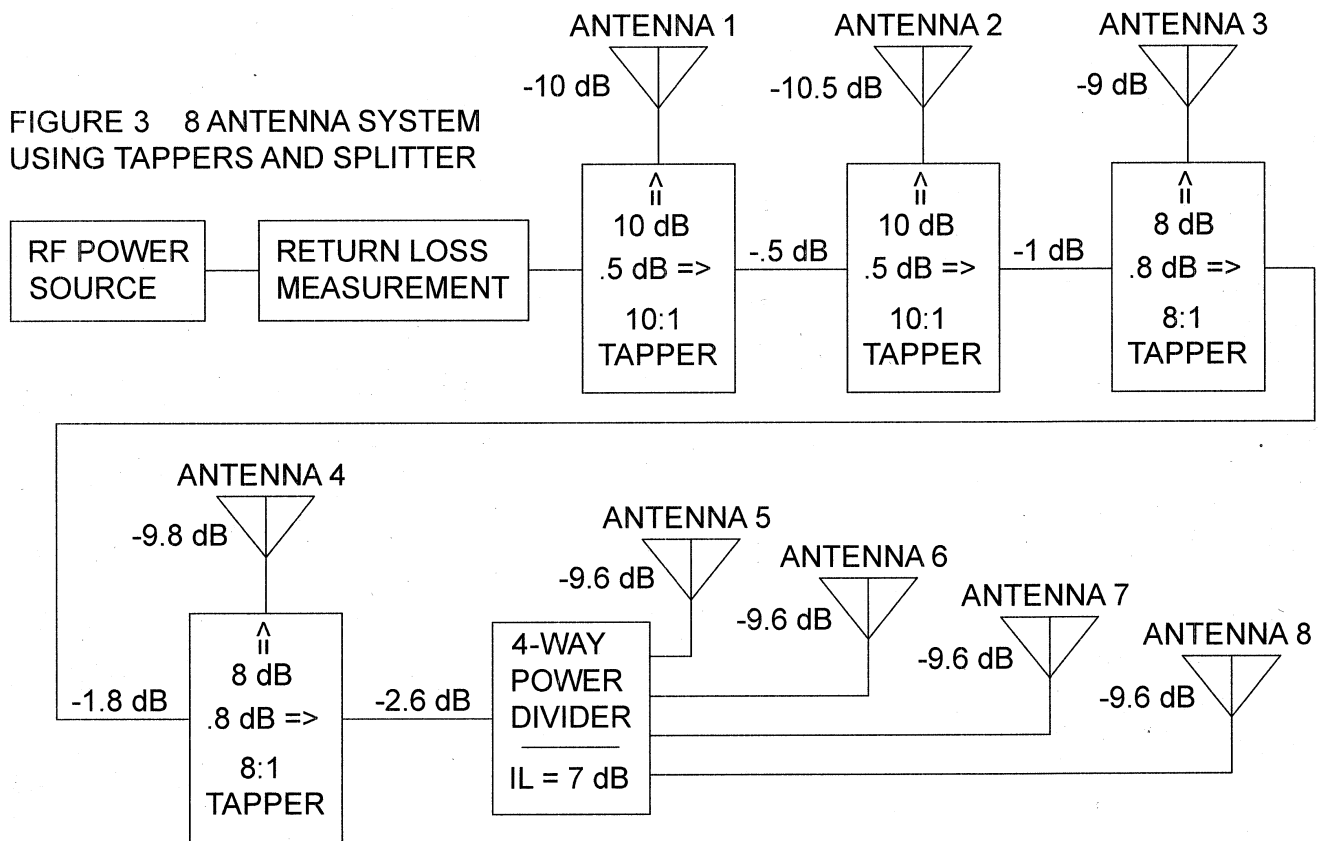 FIGURE 3 8 ANTENNA SYSTEM
USING TAPPERS AND SPLITTER
ANTENNA 1
-10 dB
ANTENNA 2
-10.5 dB
ANTENNA 3
-9 dB
RF POWER
SOURCE
RETURN LOSS
MEASUREMENT
=>
10 dB
.5 dB =>
10:1
TAPPER
-.5 dB
=>
10 dB
.5 dB =>
10:1
TAPPER
-1 dB
=>
8 dB
.8 dB =>
8:1
TAPPER
ANTENNA 4
-9.8 dB
-1.8 dB
=>
8 dB
.8 dB =>
8:1
TAPPER
-2.6 dB
4-WAY
POWER
DIVIDER
IL = 7 dB
ANTENNA 5
-9.6 dB
ANTENNA 6
-9.6 dB
ANTENNA 7
-9.6 dB
ANTENNA 8
-9.6 dB